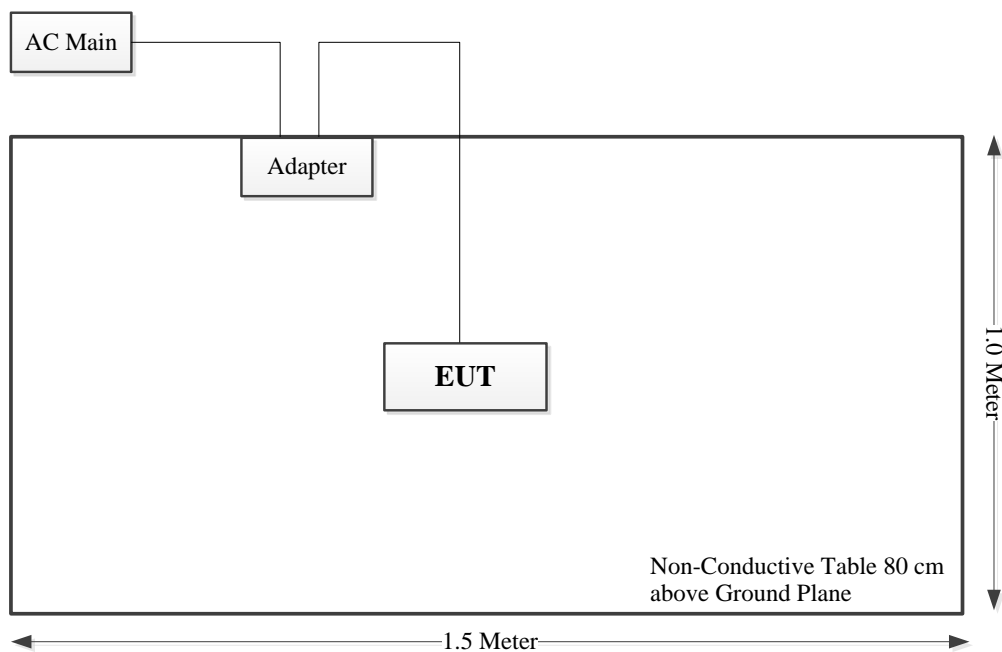 AC Main
Adapter
EUT
1.0 Meter
Non-Conductive Table 80 cm
above Ground Plane
1.5 Meter